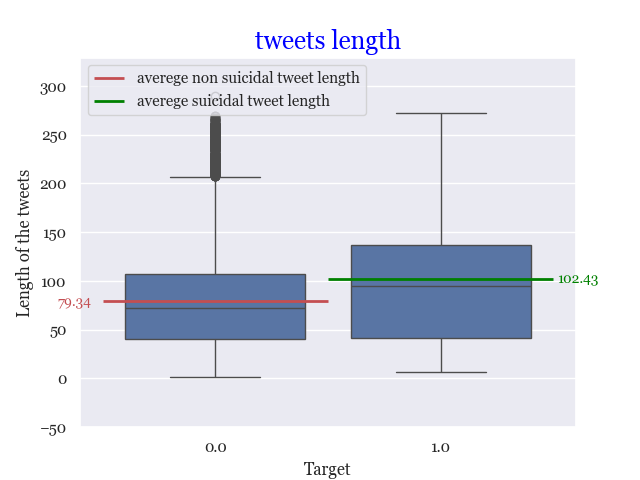 tweets length
averege non suicidal tweet length
averege suicidal tweet length
300
250
200
150
100
50
0
−50
Length of the tweets
79.34
102.43
0.0
1.0
Target